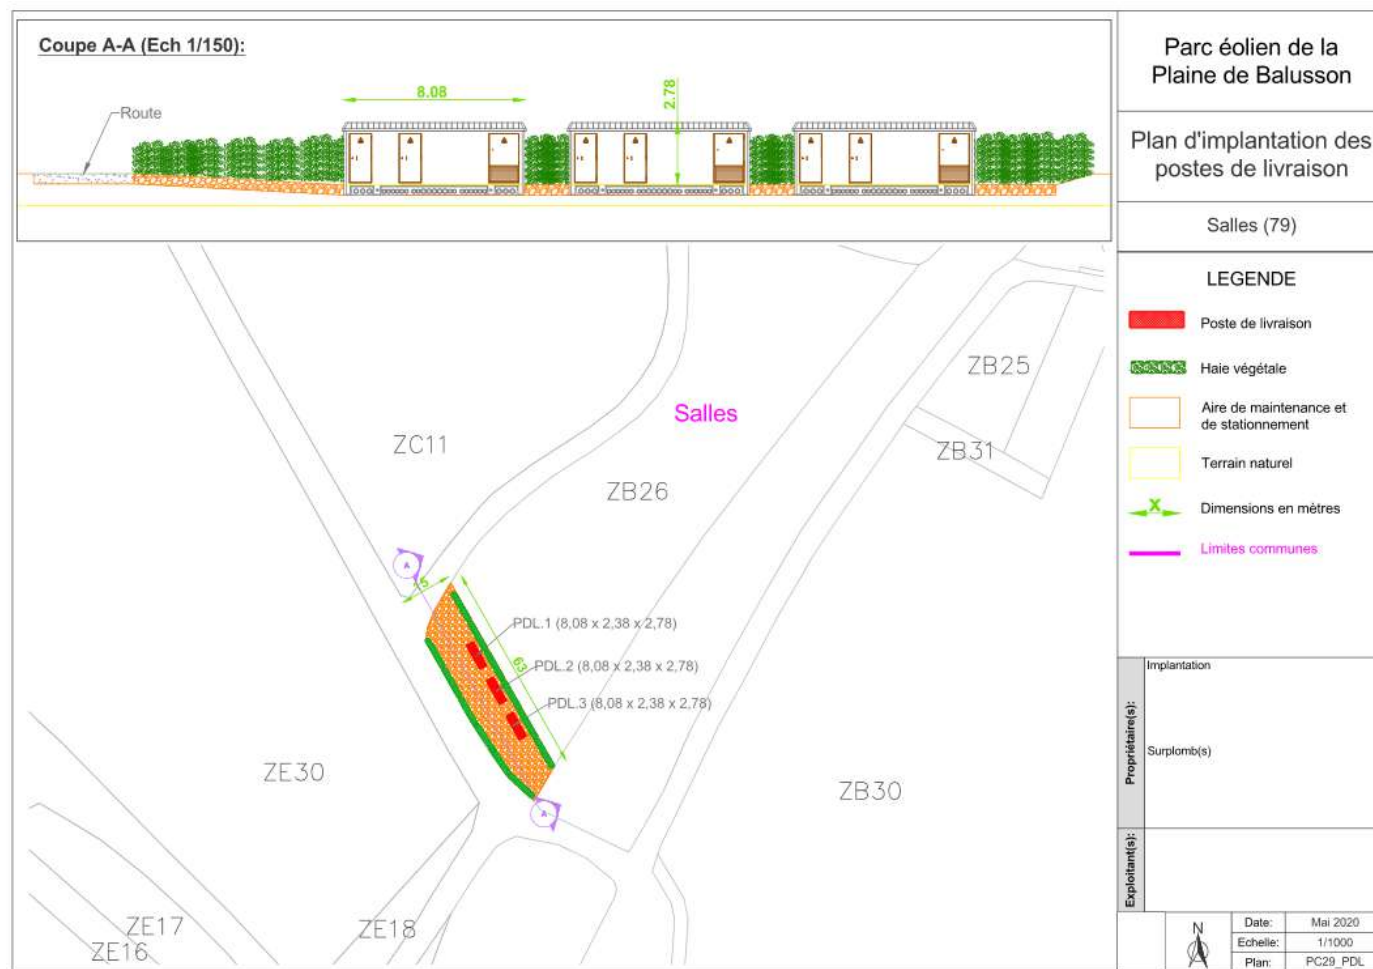 Coupe A-A (Ech 1/150):
Route
8.08
2.78
Parc éolien de la
Plaine de Balusson
Plan d'implantation des
postes de livraison
Salles (79)
LEGENDE
Poste de livraison
Haie végétale
Aire de maintenance et
de stationnement
Terrain naturel
X
Dimensions en mètres
Limites communes
ZC11
Salles
ZB26
ZB25
ZB31
A
15
PDL.1 (8,08 x 2,38 x 2,78)
63
PDL.2 (8,08 x 2,38 x 2,78)
PDL.3 (8,08 x 2,38 x 2,78)
ZE30
ZB30
A
ZE17
ZE16
ZE18
Propriétaire(s):
Implantation
Surplomb(s)
Exploitant(s):
N
Date: Mai 2020
Echelle: 1/1000
Plan: PC29_PDL